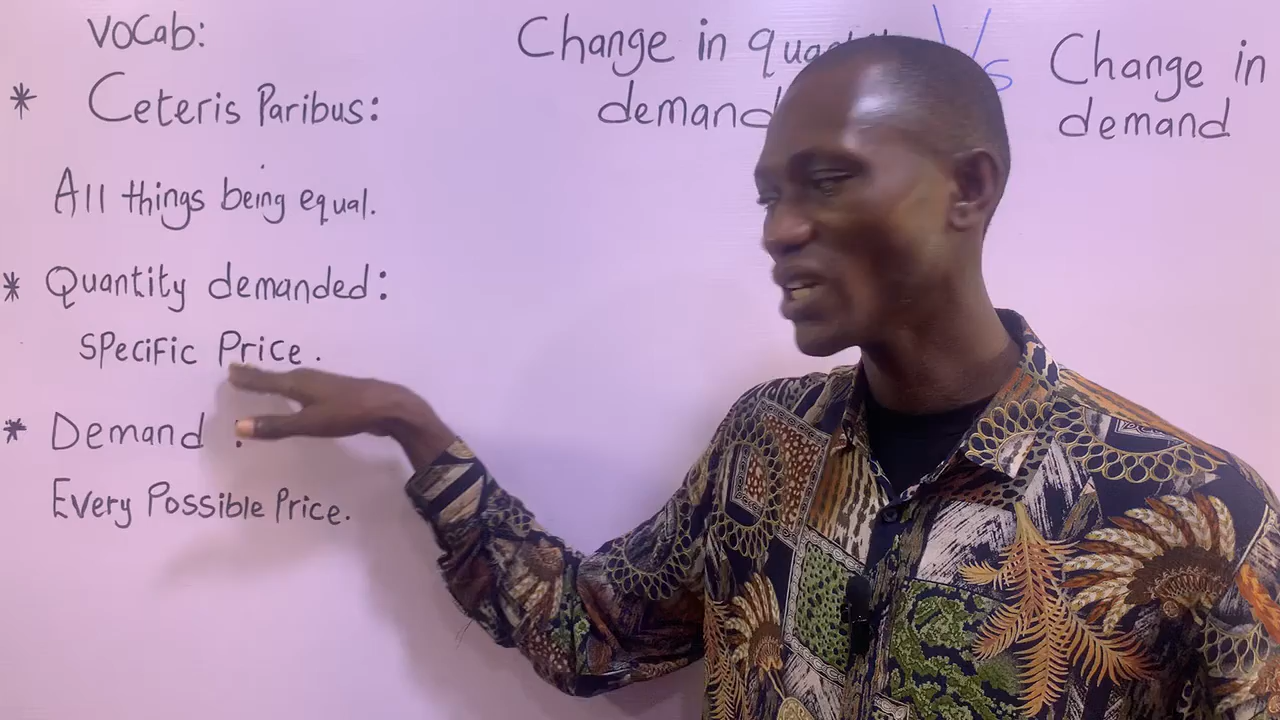 Vocab:
* Ceteris Paribus:
All things being equal.
* Quantity demanded:
Specific Price.
* Demand :
Every Possible Price.
Change in
demand
Vs
Change in
demand